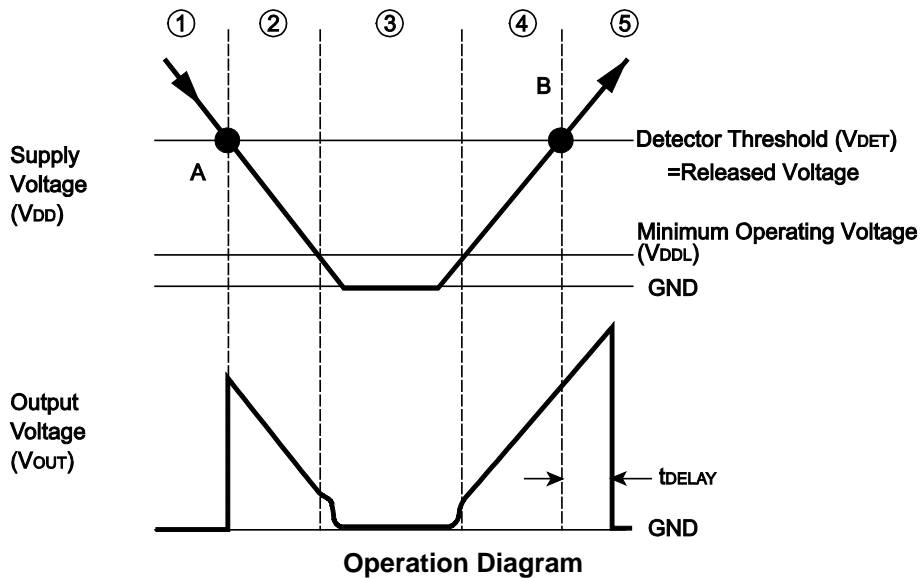 ① ② ③ ④ ⑤
B
Detector Threshold (VDET)
=Released Voltage
A
Supply
Voltage
(VDD)
Minimum Operating Voltage
(VDDL)
GND
Output
Voltage
(VOUT)
tDELAY
GND
Operation Diagram